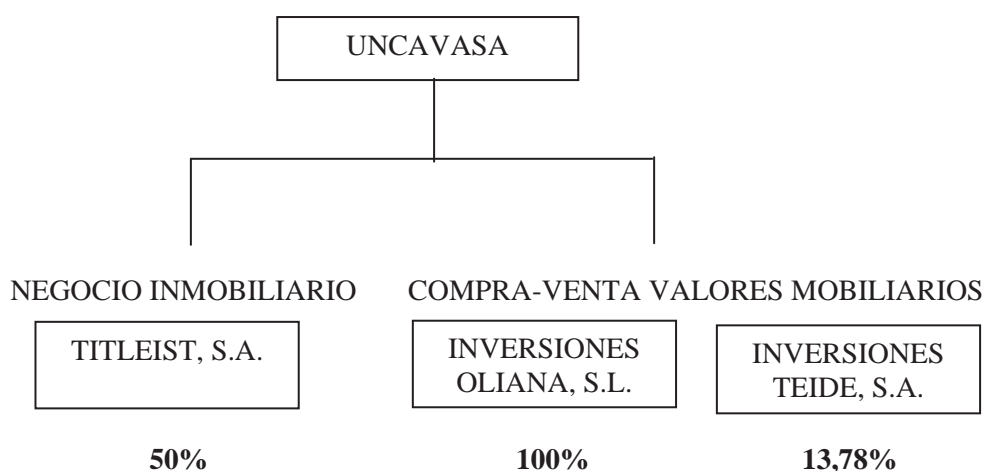 UNCAVASA
NEGOCIO INMOBILIARIO
COMPRA-VENTA VALORES MOBILIARIOS
TITLEIST, S.A.
INVERSIONES
OLIANA, S.L.
INVERSIONES
TEIDE, S.A.
50%
100%
13,78%